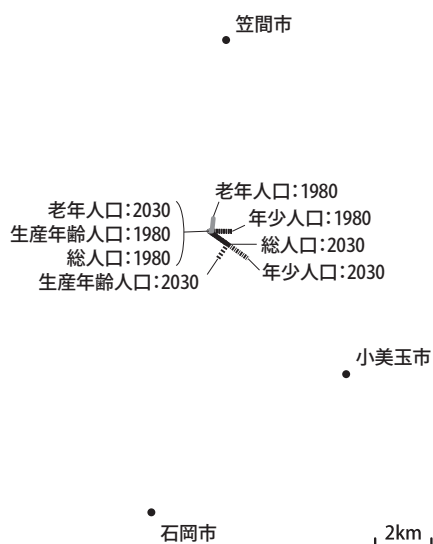 笠間市
老年人口：1980
老年人口：2030
年少人口：1980
生産年齢人口：1980
総人口：2030
総人口：1980
年少人口：2030
生産年齢人口：2030
小美玉市
石岡市
2km